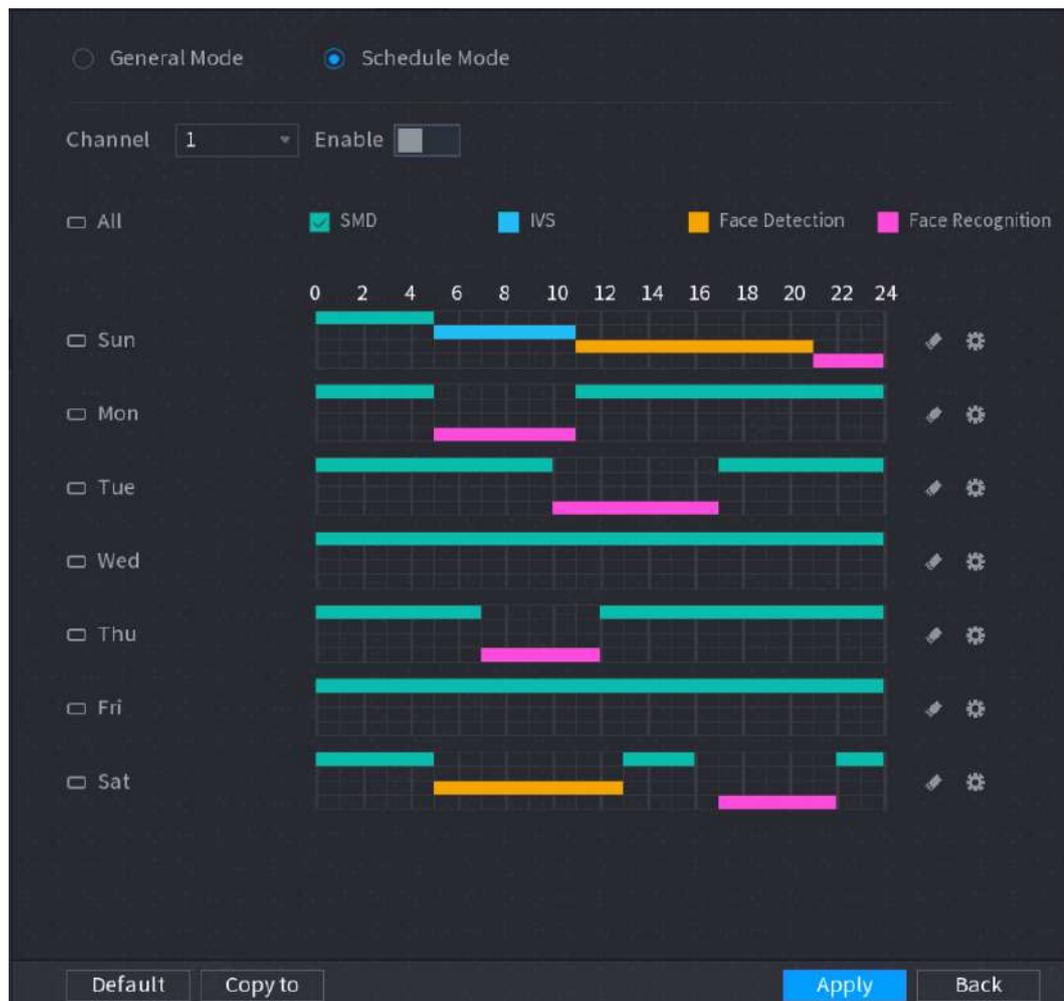 General Mode Schedule Mode
Channel 1 Enable
All SMD IVS Face Detection Face Recognition
0 2 4 6 8 10 12 14 16 18 20 22 24
Sun
Mon
Tue
Wed
Thu
Fri
Sat
Default Copy to Apply Back